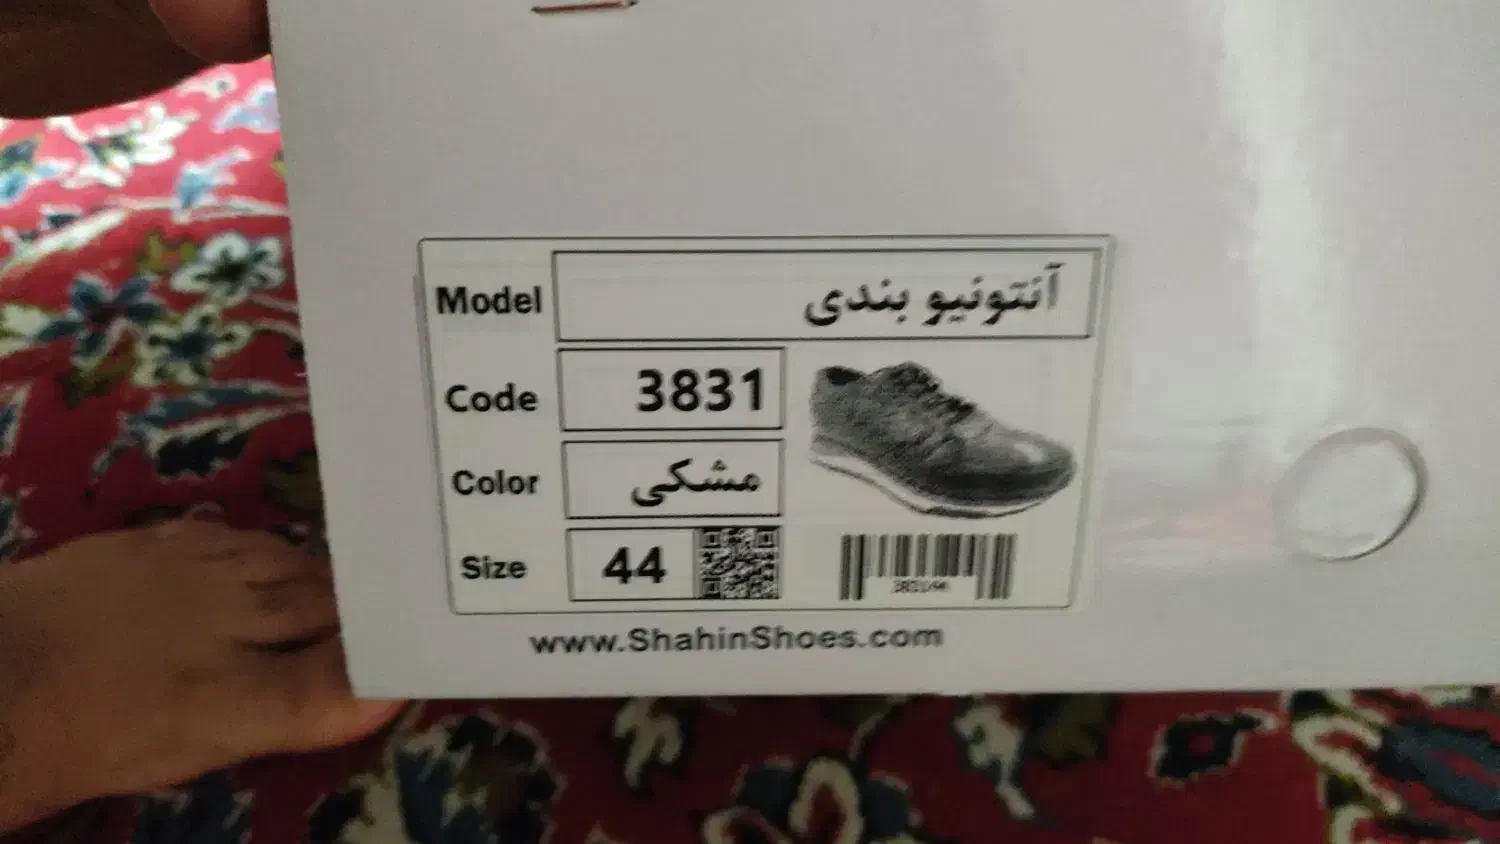 Model آنتونیو بندی
Code 3831
Color مشکی
Size 44
www.ShahinShoes.com